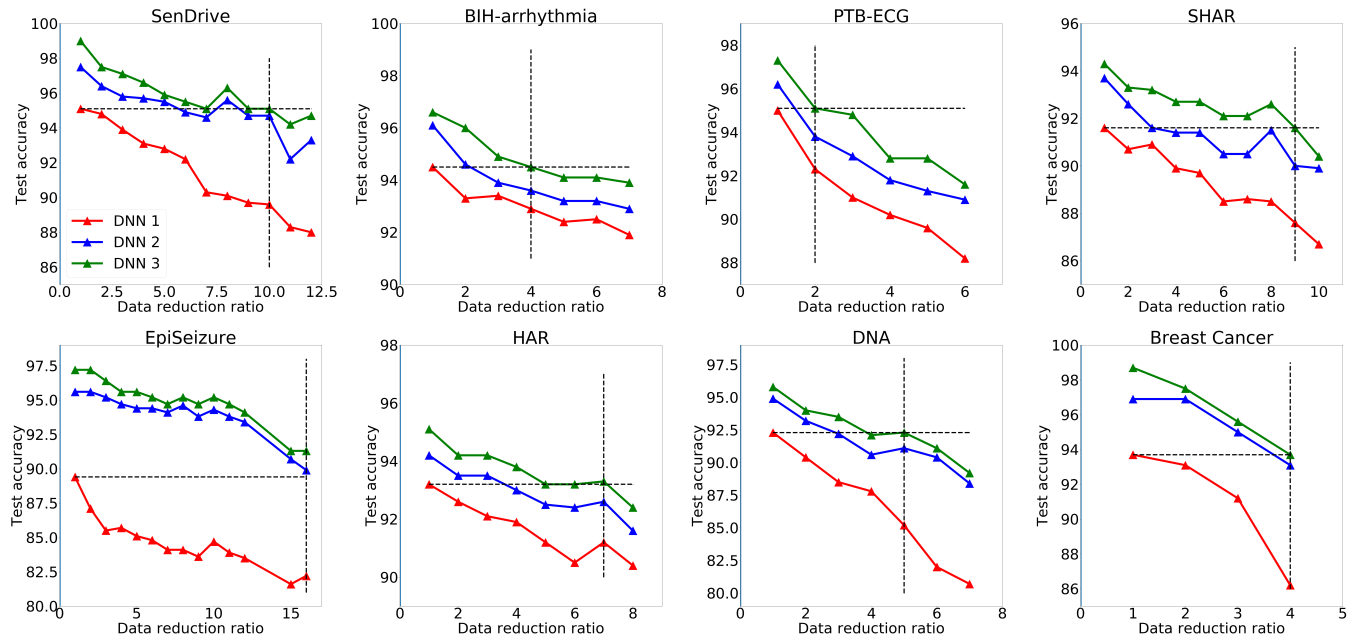 SenDrive
Test accuracy
100
98
96
94
92
90
88
86
DNN 1
DNN 2
DNN 3
0.0 2.5 5.0 7.5 10.0 12.5
Data reduction ratio
BIH-arrhythmia
Test accuracy
100
98
96
94
92
90
0 2 4 6 8
Data reduction ratio
PTB-ECG
Test accuracy
98
96
94
92
90
88
0 2 4 6
Data reduction ratio
SHAR
Test accuracy
96
94
92
90
88
86
0 2 4 6 8 10
Data reduction ratio
EpiSeizure
Test accuracy
97.5
95.0
92.5
90.0
87.5
85.0
82.5
80.0
0 5 10 15
Data reduction ratio
HAR
Test accuracy
98
96
94
92
90
0 2 4 6 8
Data reduction ratio
DNA
Test accuracy
97.5
95.0
92.5
90.0
87.5
85.0
82.5
80.0
0 2 4 6 8
Data reduction ratio
Breast Cancer
Test accuracy
100
98
96
94
92
90
88
86
0 1 2 3 4 5
Data reduction ratio